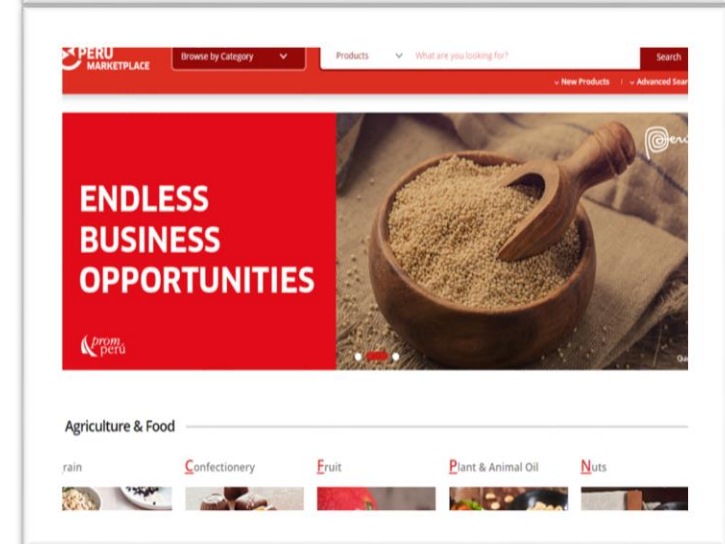 PERU
MARKETPLACE
Browse by Category
Products
What are you looking for?
Search
New Products
Advanced Sear
Perú
ENDLESS
BUSINESS
OPPORTUNITIES
prom
perú
Agriculture & Food
rain
Confectionery
Fruit
Plant & Animal Oil
Nuts